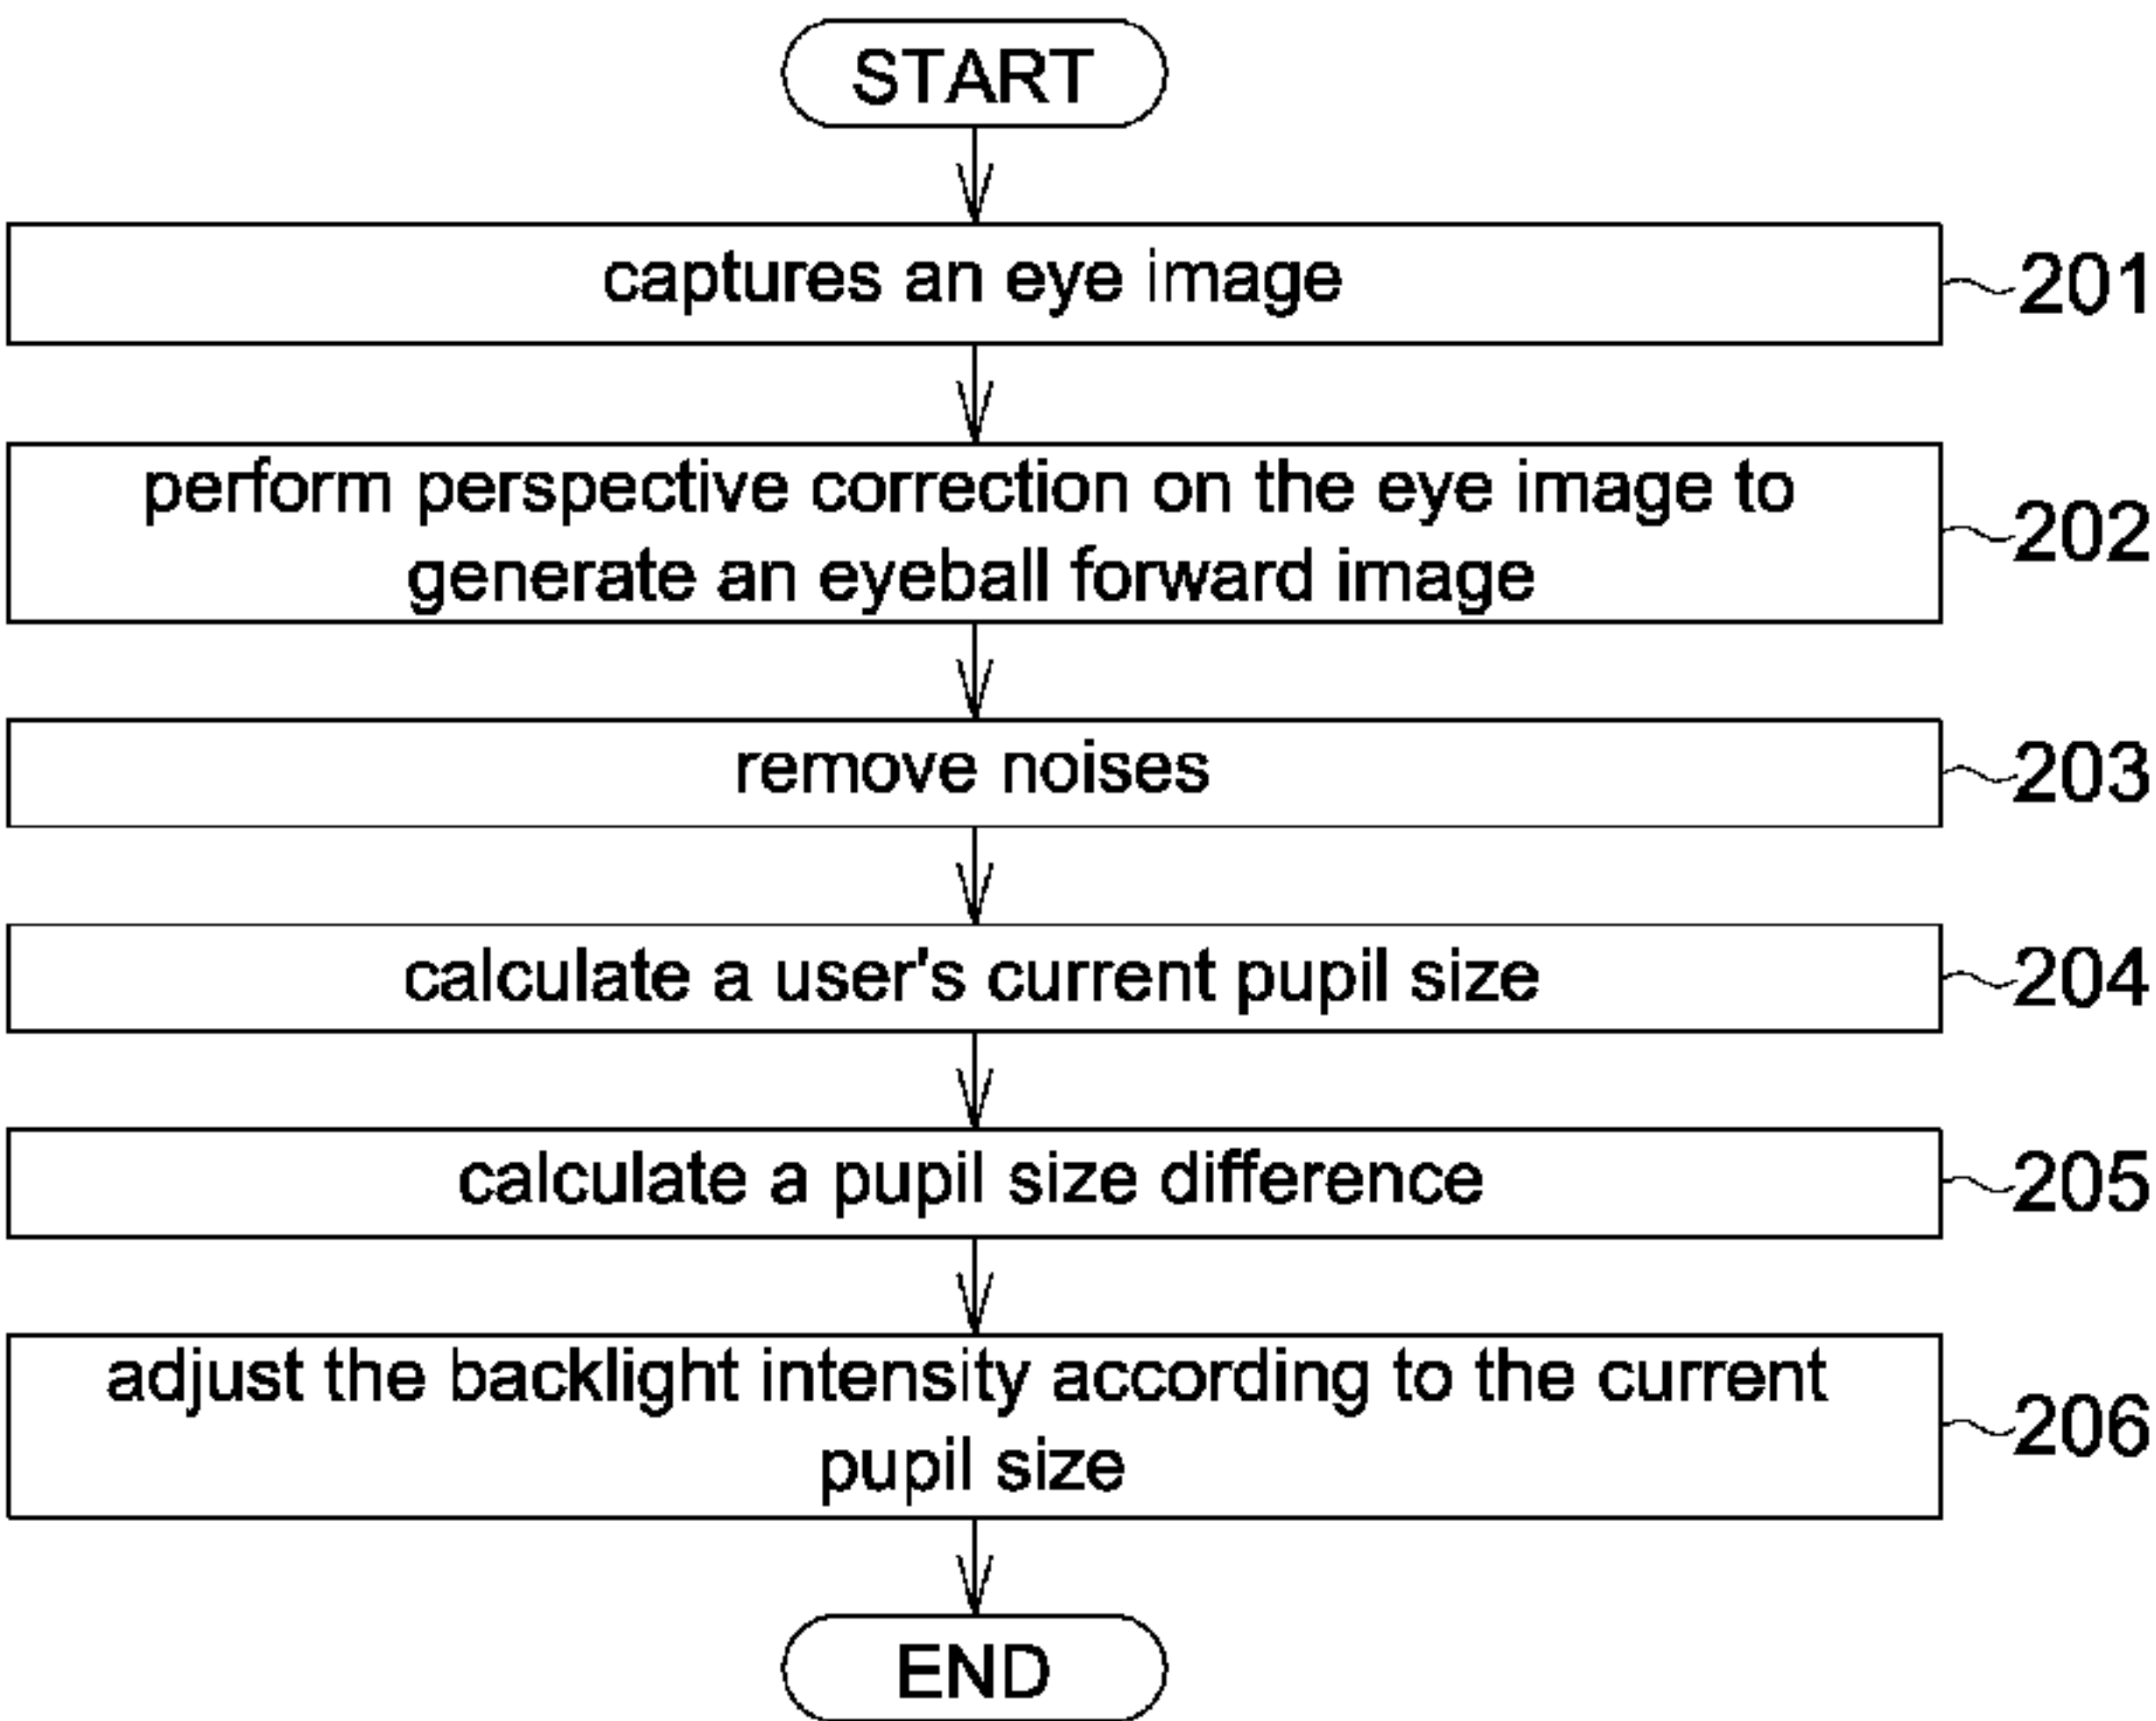 START
captures an eye image
201
perform perspective correction on the eye image to
generate an eyeball forward image
202
remove noises
203
calculate a user's current pupil size
204
calculate a pupil size difference
205
adjust the backlight intensity according to the current
pupil size
206
END